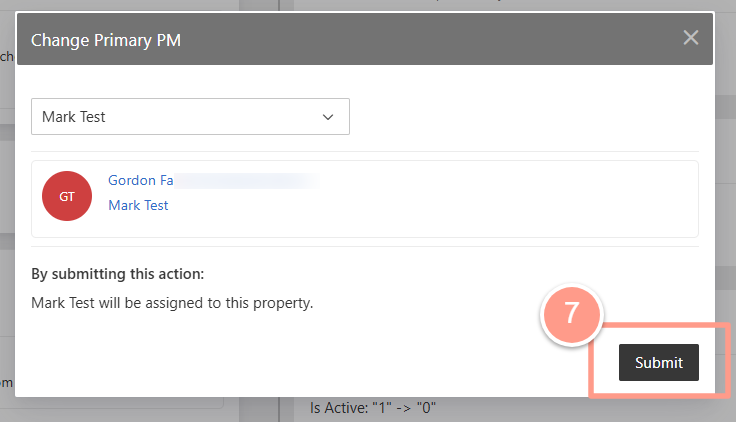 Change Primary PM
Mark Test
GT
Gordon Fa
Mark Test
By submitting this action:
Mark Test will be assigned to this property.
7
Submit
om
Is Active: "1" -> "0"